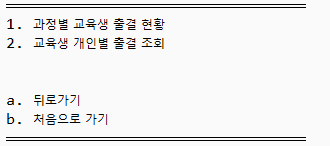 1. 과정별 교육생 출결 현황
2. 교육생 개인별 출결 조회
a. 뒤로가기
b. 처음으로 가기